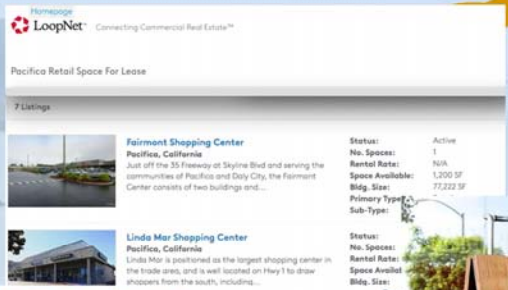 Homepage
LoopNet™ Connecting Commercial Real Estate™
Pacifica Retail Space For Lease
7 Listings
Fairmont Shopping Center
Pacifica, California
Just off the 35 Freeway at Skyline Blvd and serving the
communities of Pacifica and Daly City, the Fairmont
Center consists of two buildings and...
Status: Active
No. Spaces: 1
Rental Rate: N/A
Space Available: 1,200 SF
Bldg. Size: 77,222 SF
Primary Type:
Sub-Type:
Linda Mar Shopping Center
Pacifica, California
Linda Mar is positioned as the largest shopping center in
the trade area, and is well located on Hwy 1 to draw
shoppers from the south, including...
Status:
No. Spaces:
Rental Rate:
Space Availal
Bldg. Size: